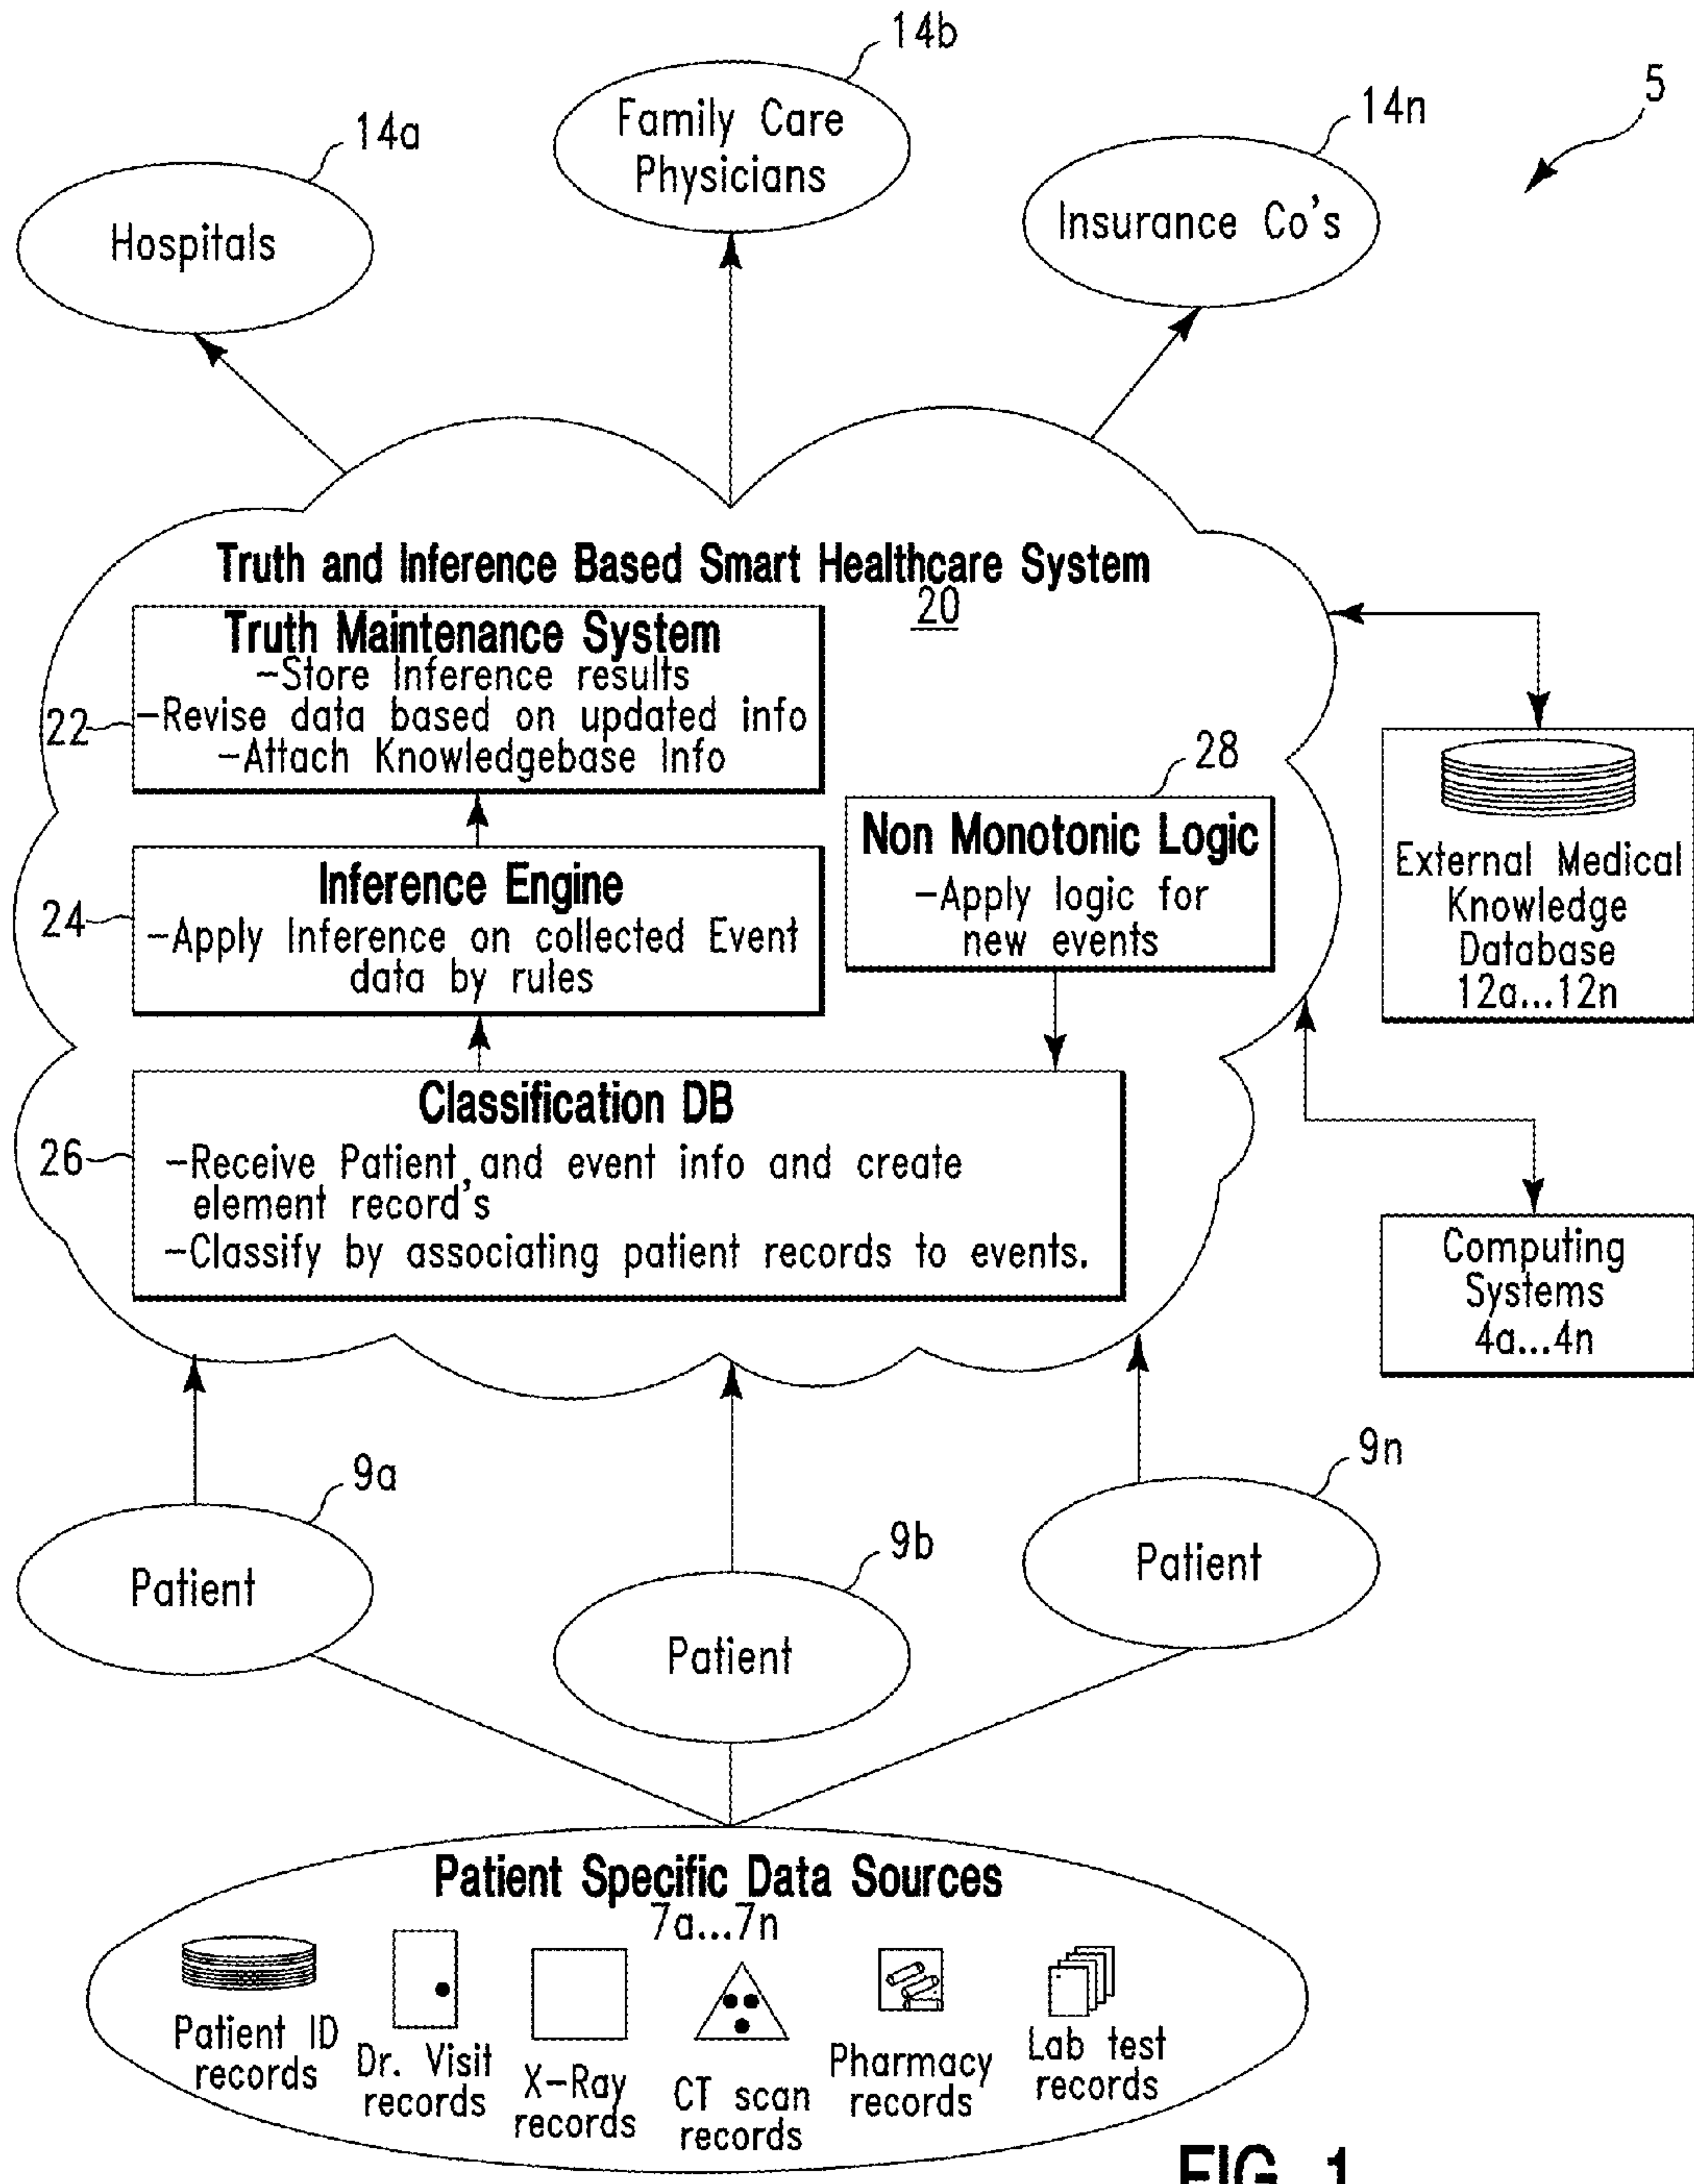 14b
5
Family Care
Physicians
14n
14a
Insurance Co's
Hospitals
Truth and Inference Based Smart Healthcare System
20
Truth Maintenance System
-Store Inference results
22
-Revise data based on updated info
-Attach Knowledgebase Info
28
Non Monotonic Logic
-Apply logic for
new events
Inference Engine
24
-Apply Inference on collected Event
data by rules
External Medical
Knowledge
Database
12a...12n
Classification DB
26
-Receive Patient and event info and create
element record's
-Classify by associating patient records to events.
Computing
Systems
4a...4n
9a
9n
9b
Patient
Patient
Patient
Patient Specific Data Sources
7a...7n
Patient ID
records
Dr. Visit
records
X-Ray
records
CT scan
records
Pharmacy
records
Lab test
records
FIG. 1